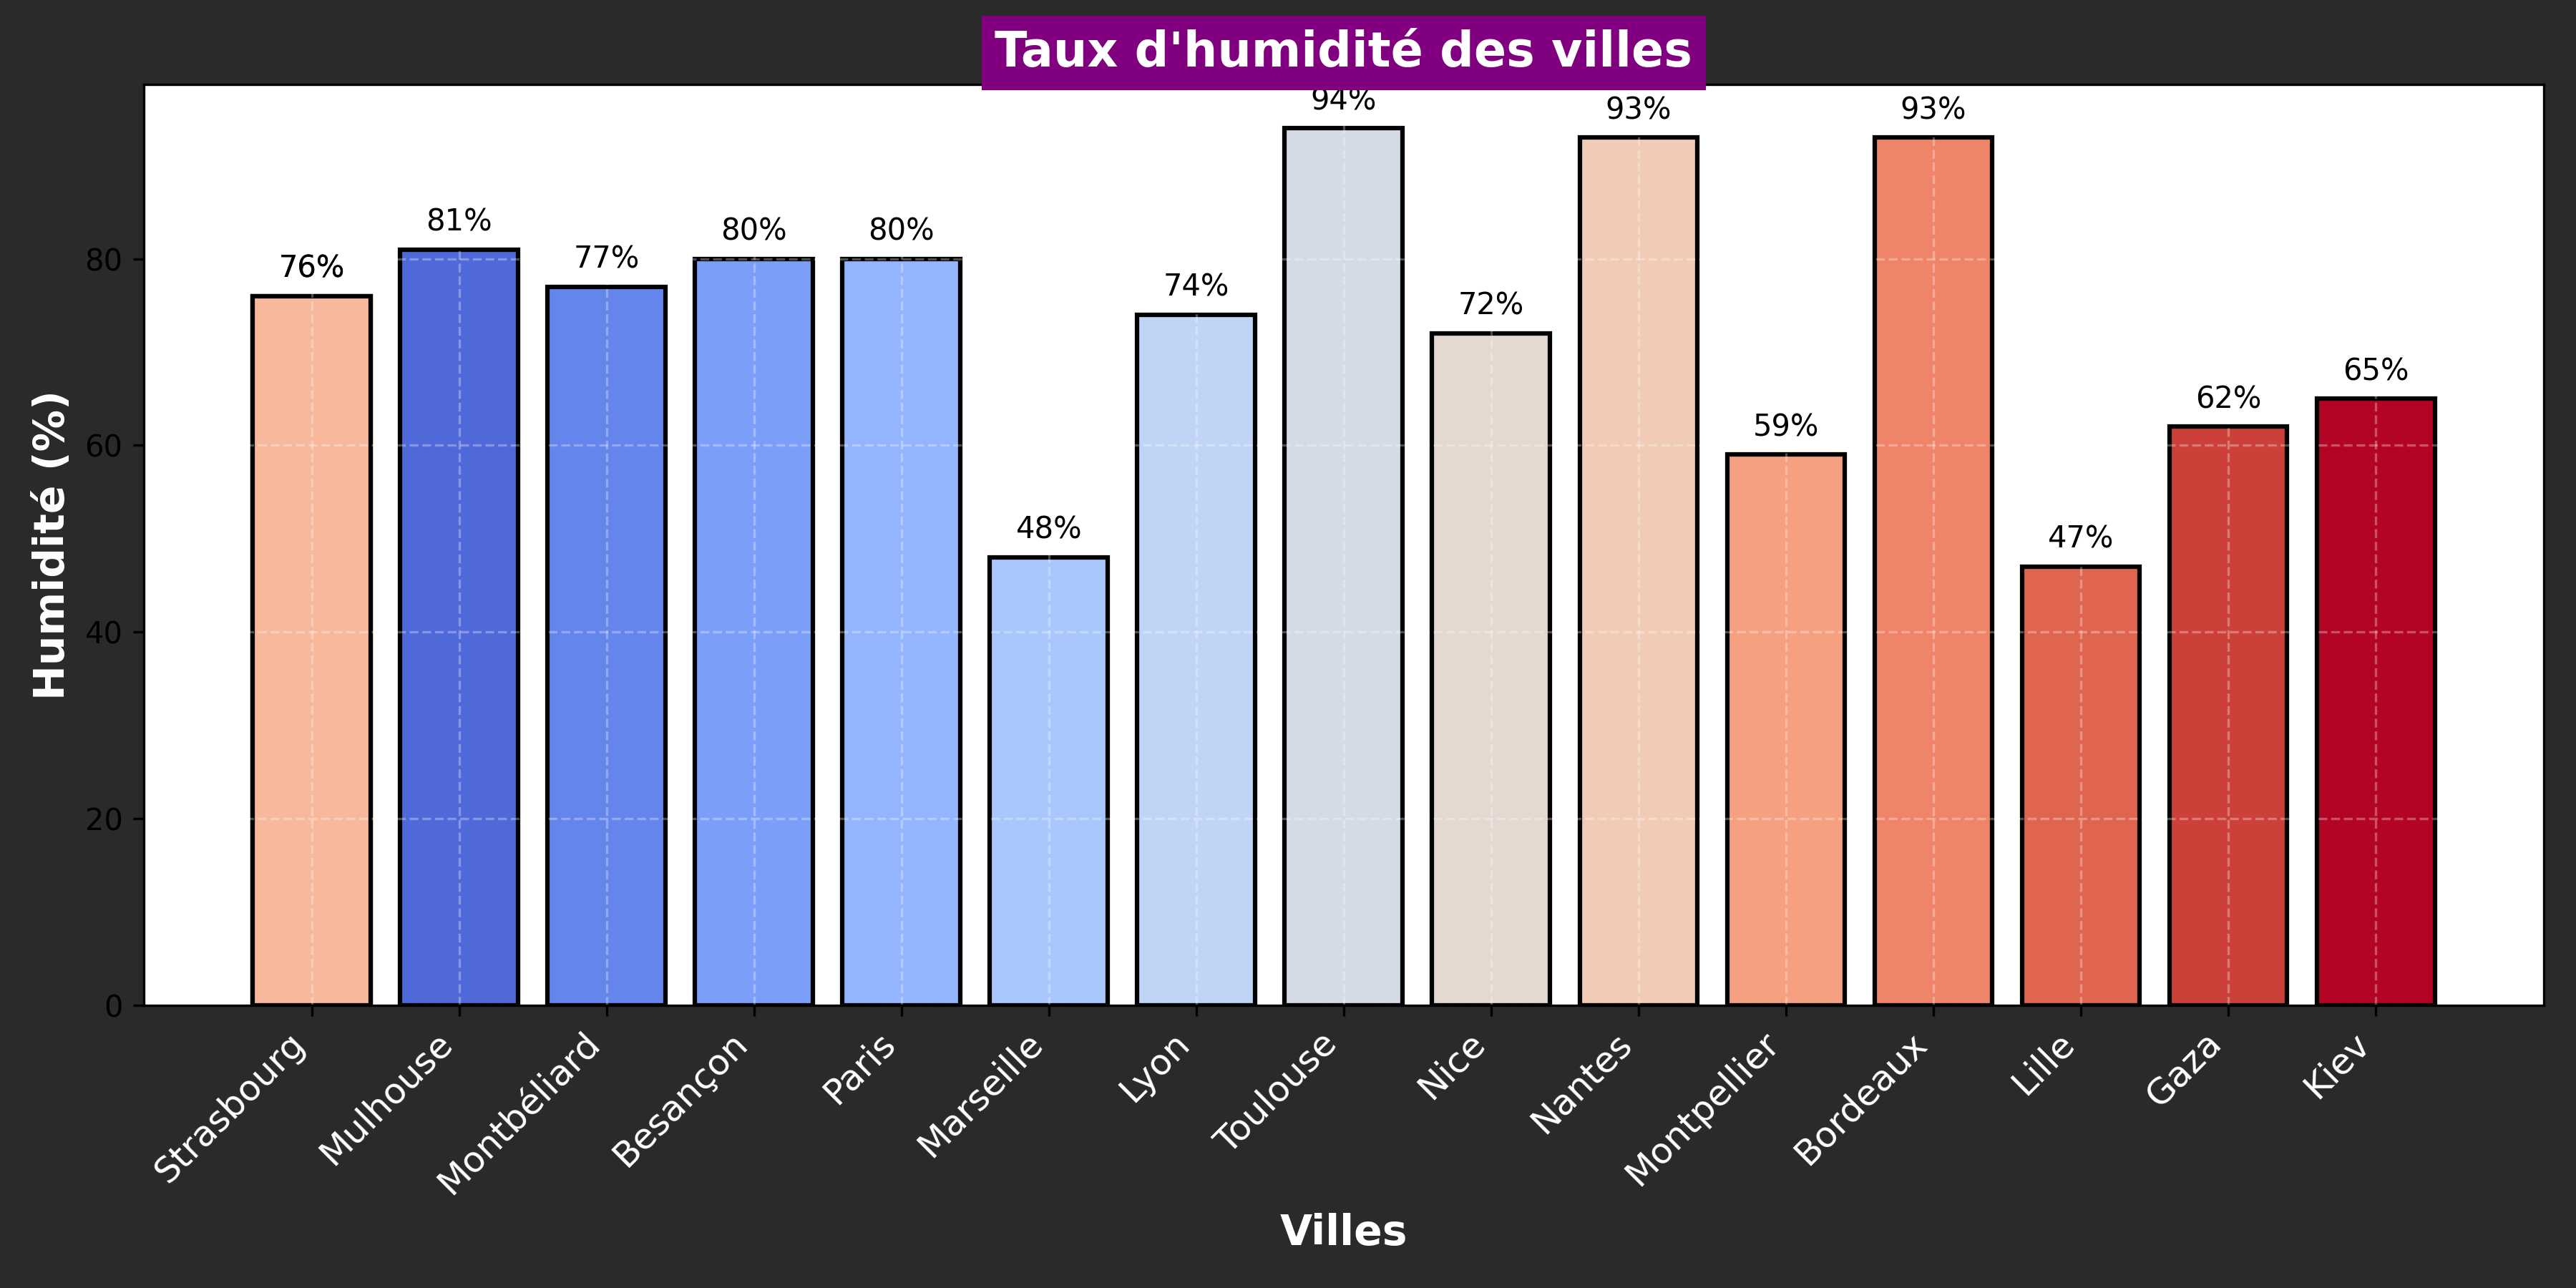 Taux d'humidité des villes
94%
93%
93%
81%
80%
80%
77%
76%
74%
72%
65%
62%
59%
48%
47%
Humidité (%)
80
60
40
20
0
Strasbourg
Mulhouse
Montbéliard
Besançon
Paris
Marseille
Lyon
Toulouse
Nice
Nantes
Montpellier
Bordeaux
Lille
Gaza
Kiev
Villes